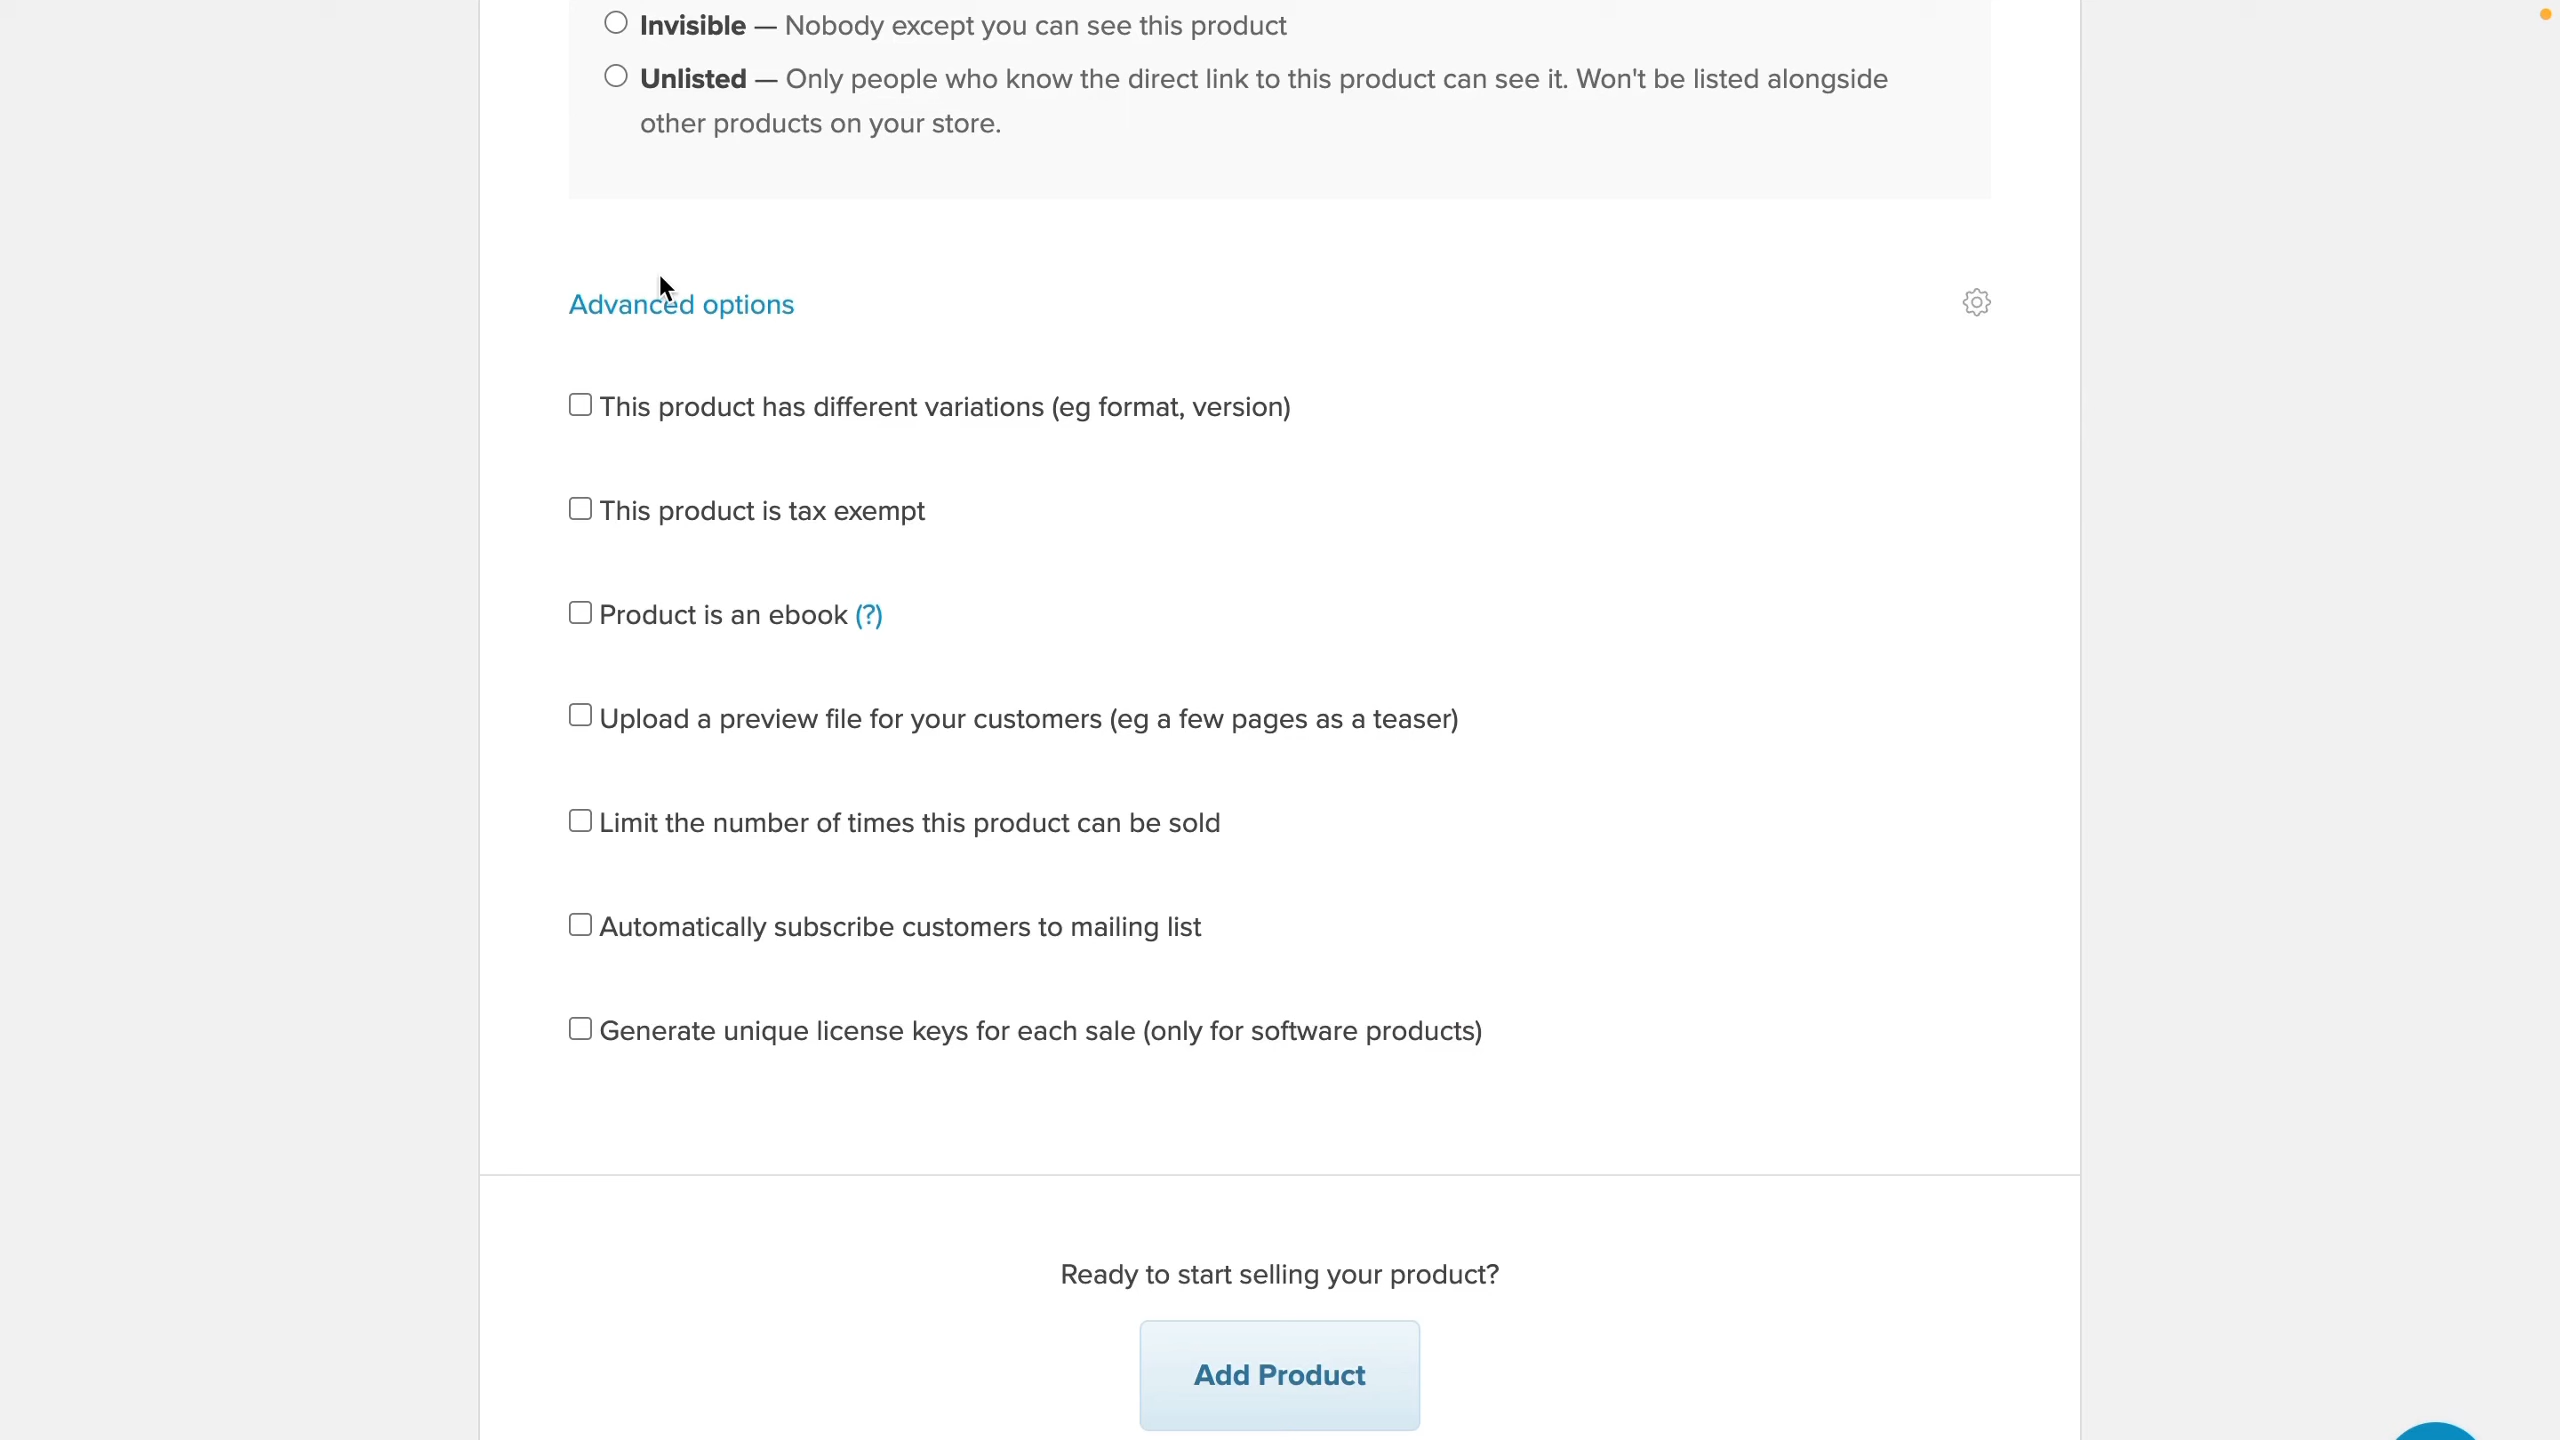 Invisible — Nobody except you can see this product
Unlisted — Only people who know the direct link to this product can see it. Won't be listed alongside
other products on your store.
Advanced options
This product has different variations (eg format, version)
This product is tax exempt
Product is an ebook (?)
Upload a preview file for your customers (eg a few pages as a teaser)
Limit the number of times this product can be sold
Automatically subscribe customers to mailing list
Generate unique license keys for each sale (only for software products)
Ready to start selling your product?
Add Product